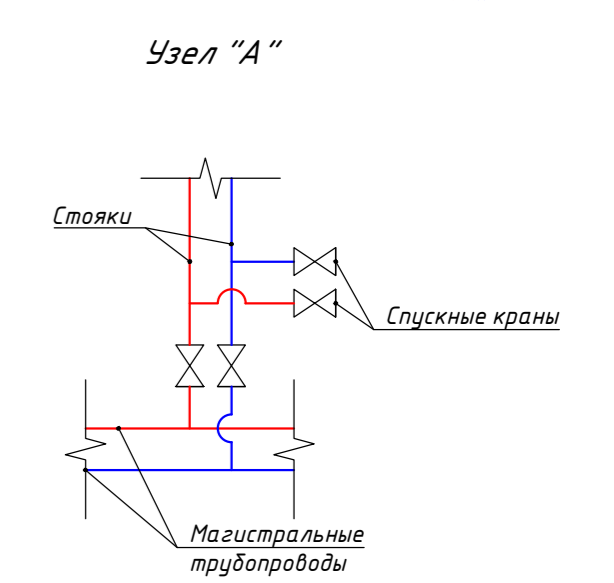 Узел "А"
Стояки
Спускные краны
Магистральные
трубопроводы